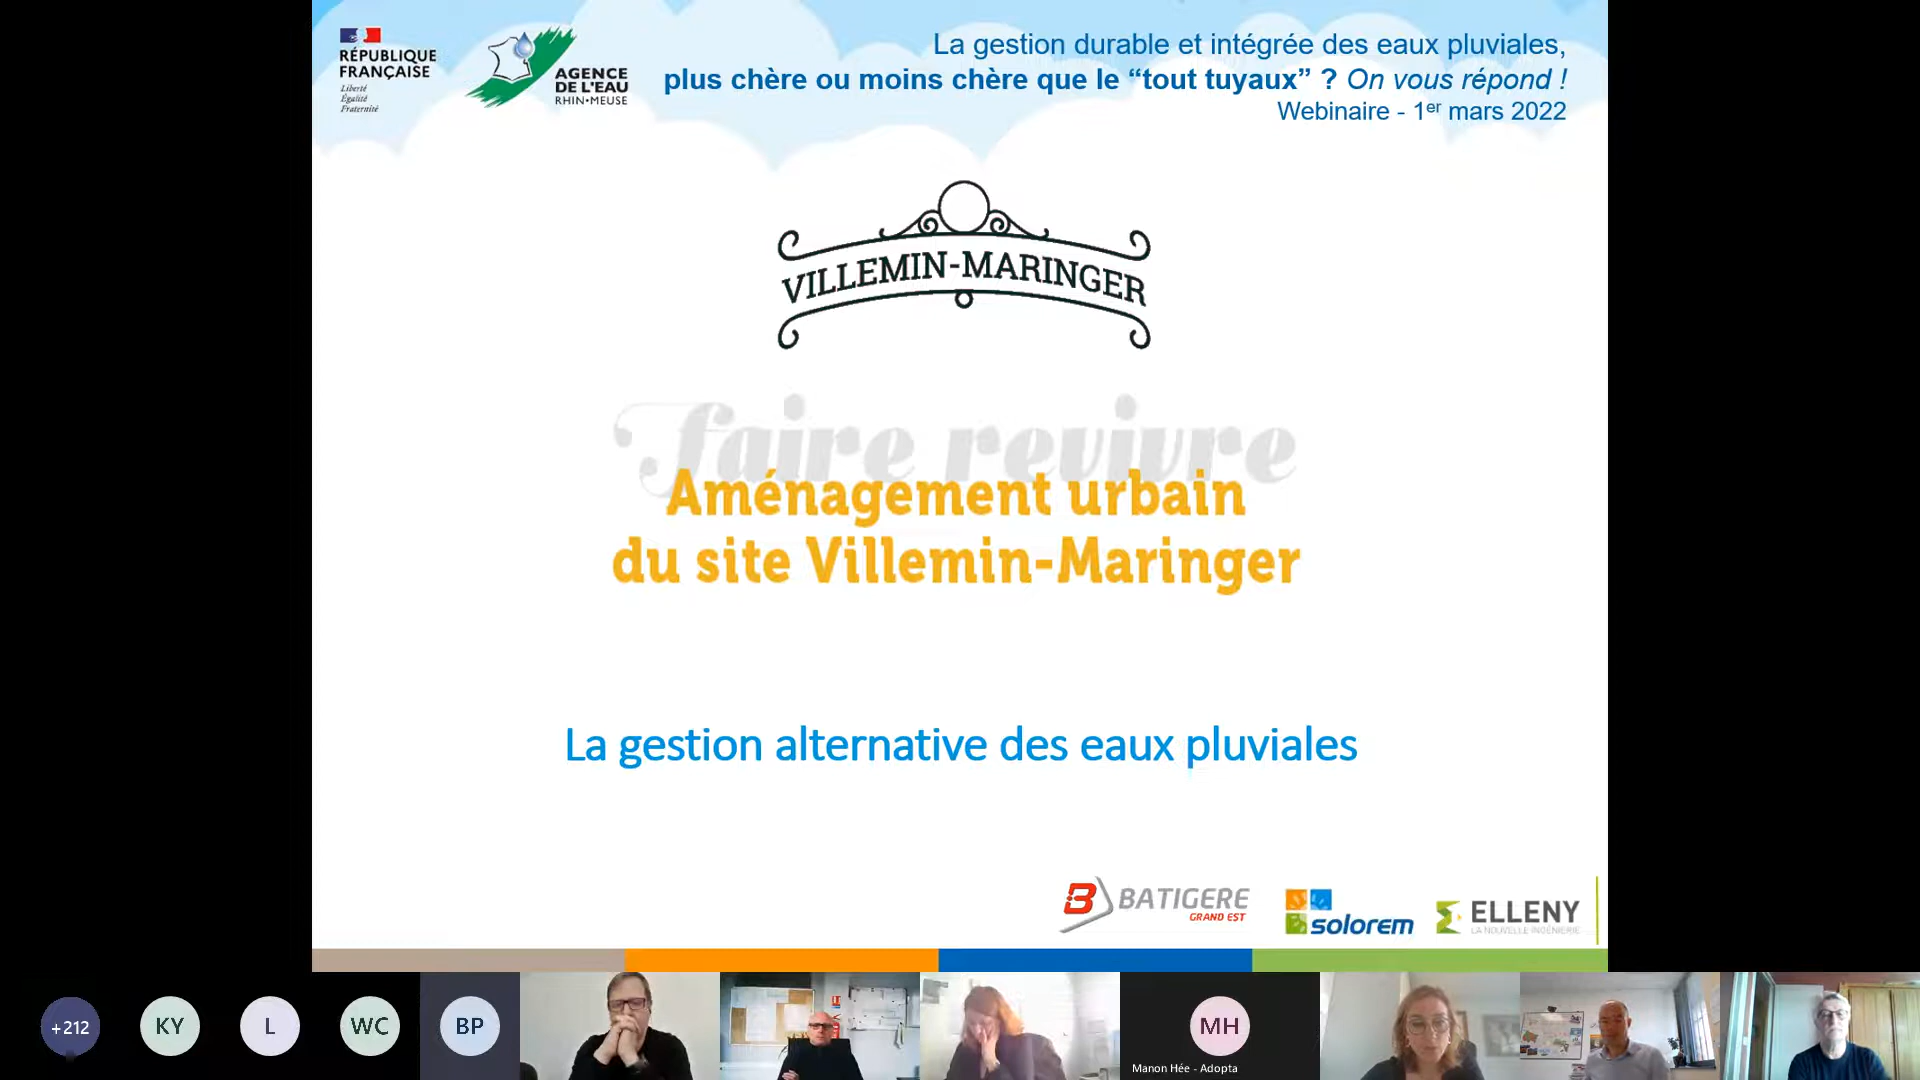 RÉPUBLIQUE
FRANÇAISE
Liberté
Égalité
Fraternité
AGENCE
DE L'EAU
RHIN•MEUSE
La gestion durable et intégrée des eaux pluviales,
plus chère ou moins chère que le “tout tuyaux” ? On vous répond !
Webinaire - 1er mars 2022
VILLEMIN-MARINGER
faire revivre
Aménagement urbain
du site Villemin-Maringer
La gestion alternative des eaux pluviales
BATIGERE
GRAND EST
solorem
ELLENY
LA NOUVELLE INGÉNIERIE
+212
KY
L
WC
BP
MH
Manon Hée - Adopta